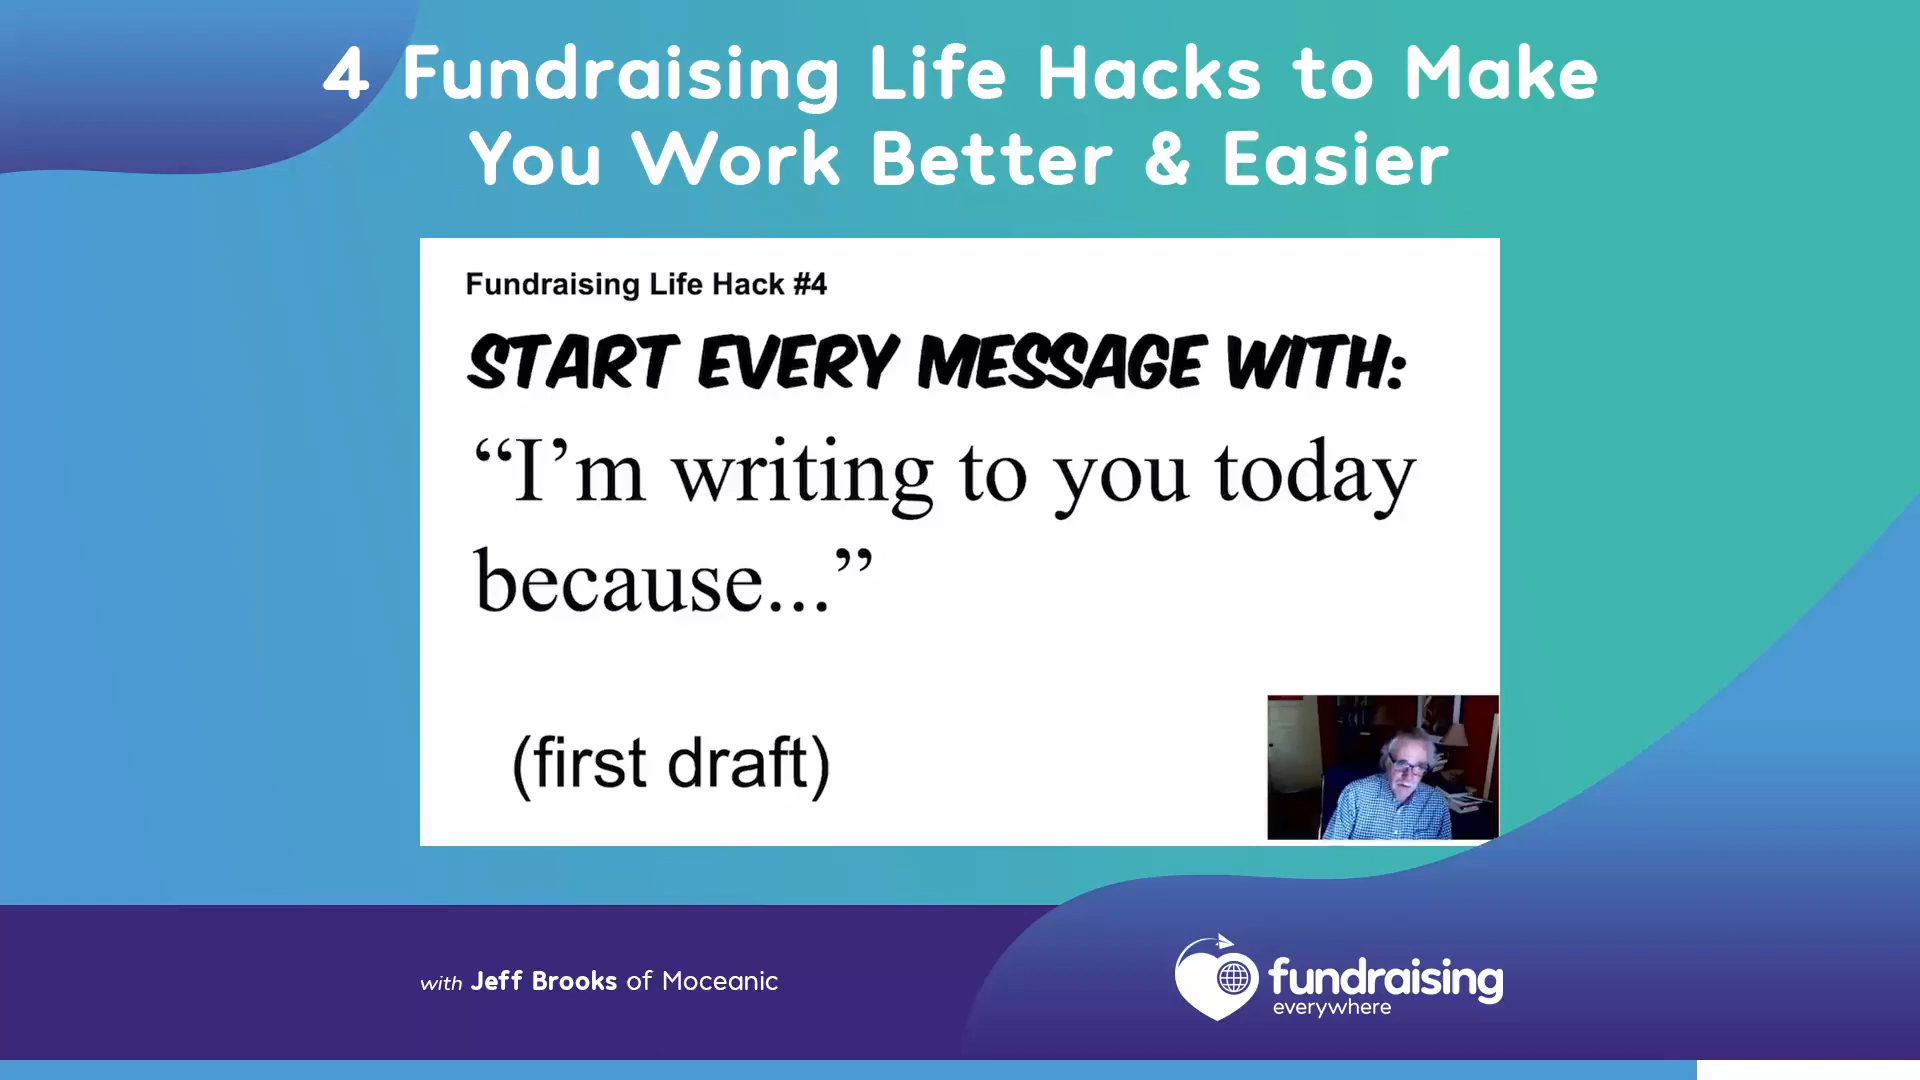 4 Fundraising Life Hacks to Make
You Work Better & Easier
Fundraising Life Hack #4
START EVERY MESSAGE WITH:
“I’m writing to you today
because...”
(first draft)
with Jeff Brooks of Moceanic
fundraising
everywhere